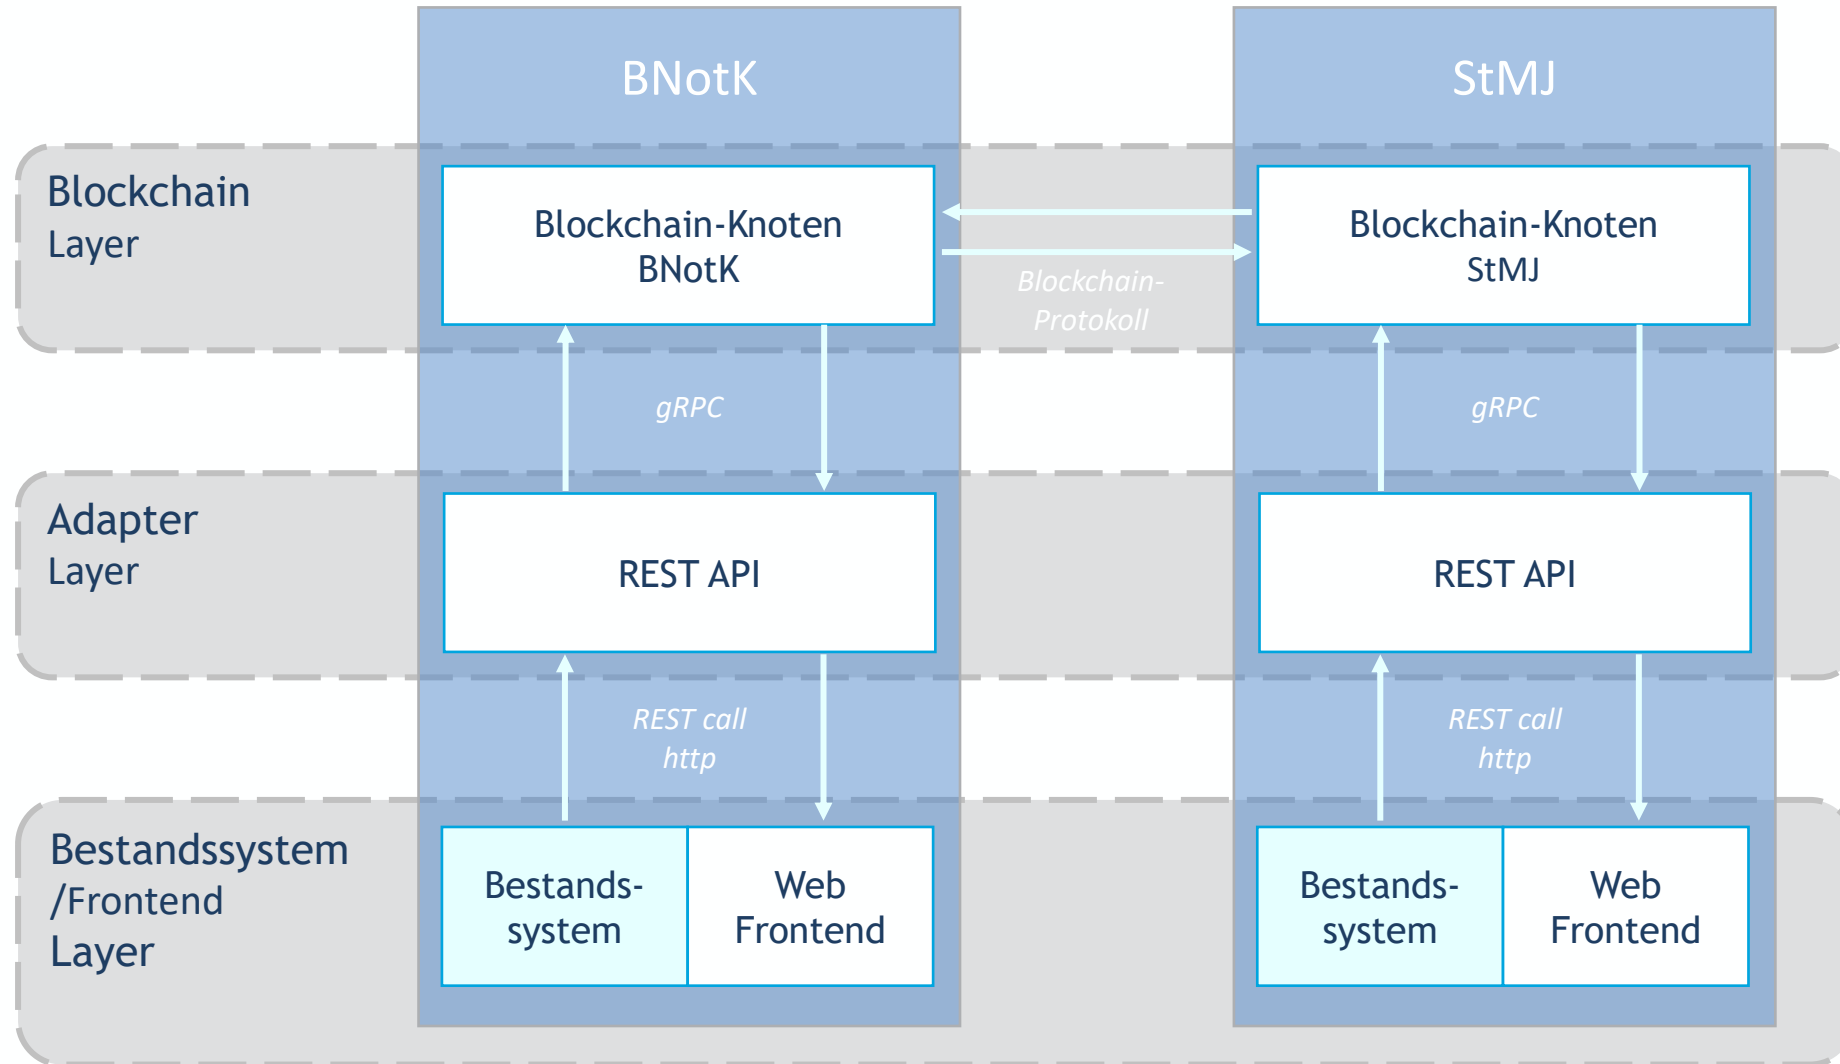 BNotK
StMJ
Blockchain
Layer
Blockchain-Knoten
BNotK
Blockchain-
Protokoll
Blockchain-Knoten
StMJ
gRPC
gRPC
Adapter
Layer
REST API
REST API
REST call
http
REST call
http
Bestandssystem
/Frontend
Layer
Bestands-
system
Web
Frontend
Bestands-
system
Web
Frontend